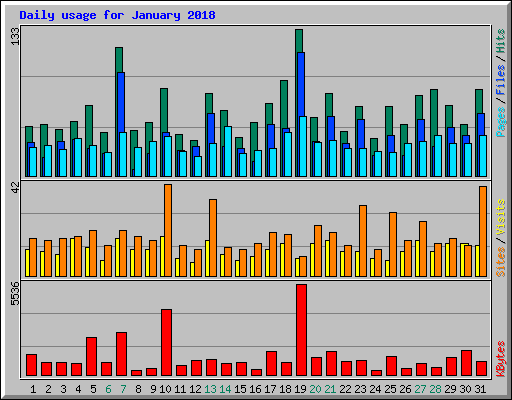 Daily usage for January 2018
133
Pages / Files / Hits
42
Sites / Visits
5536
KBytes
1 2 3 4 5 6 7 8 9 10 11 12 13 14 15 16 17 18 19 20 21 22 23 24 25 26 27 28 29 30 31